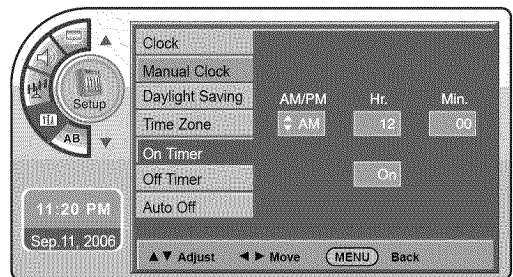 Setup
AB
11:20 PM
Sep.11, 2006
Clock
Manual Clock
Daylight Saving
Time Zone
On Timer
Off Timer
Auto Off
AM/PM Hr. Min.
AM 12 00
On
▲▼ Adjust ◄► Move MENU Back